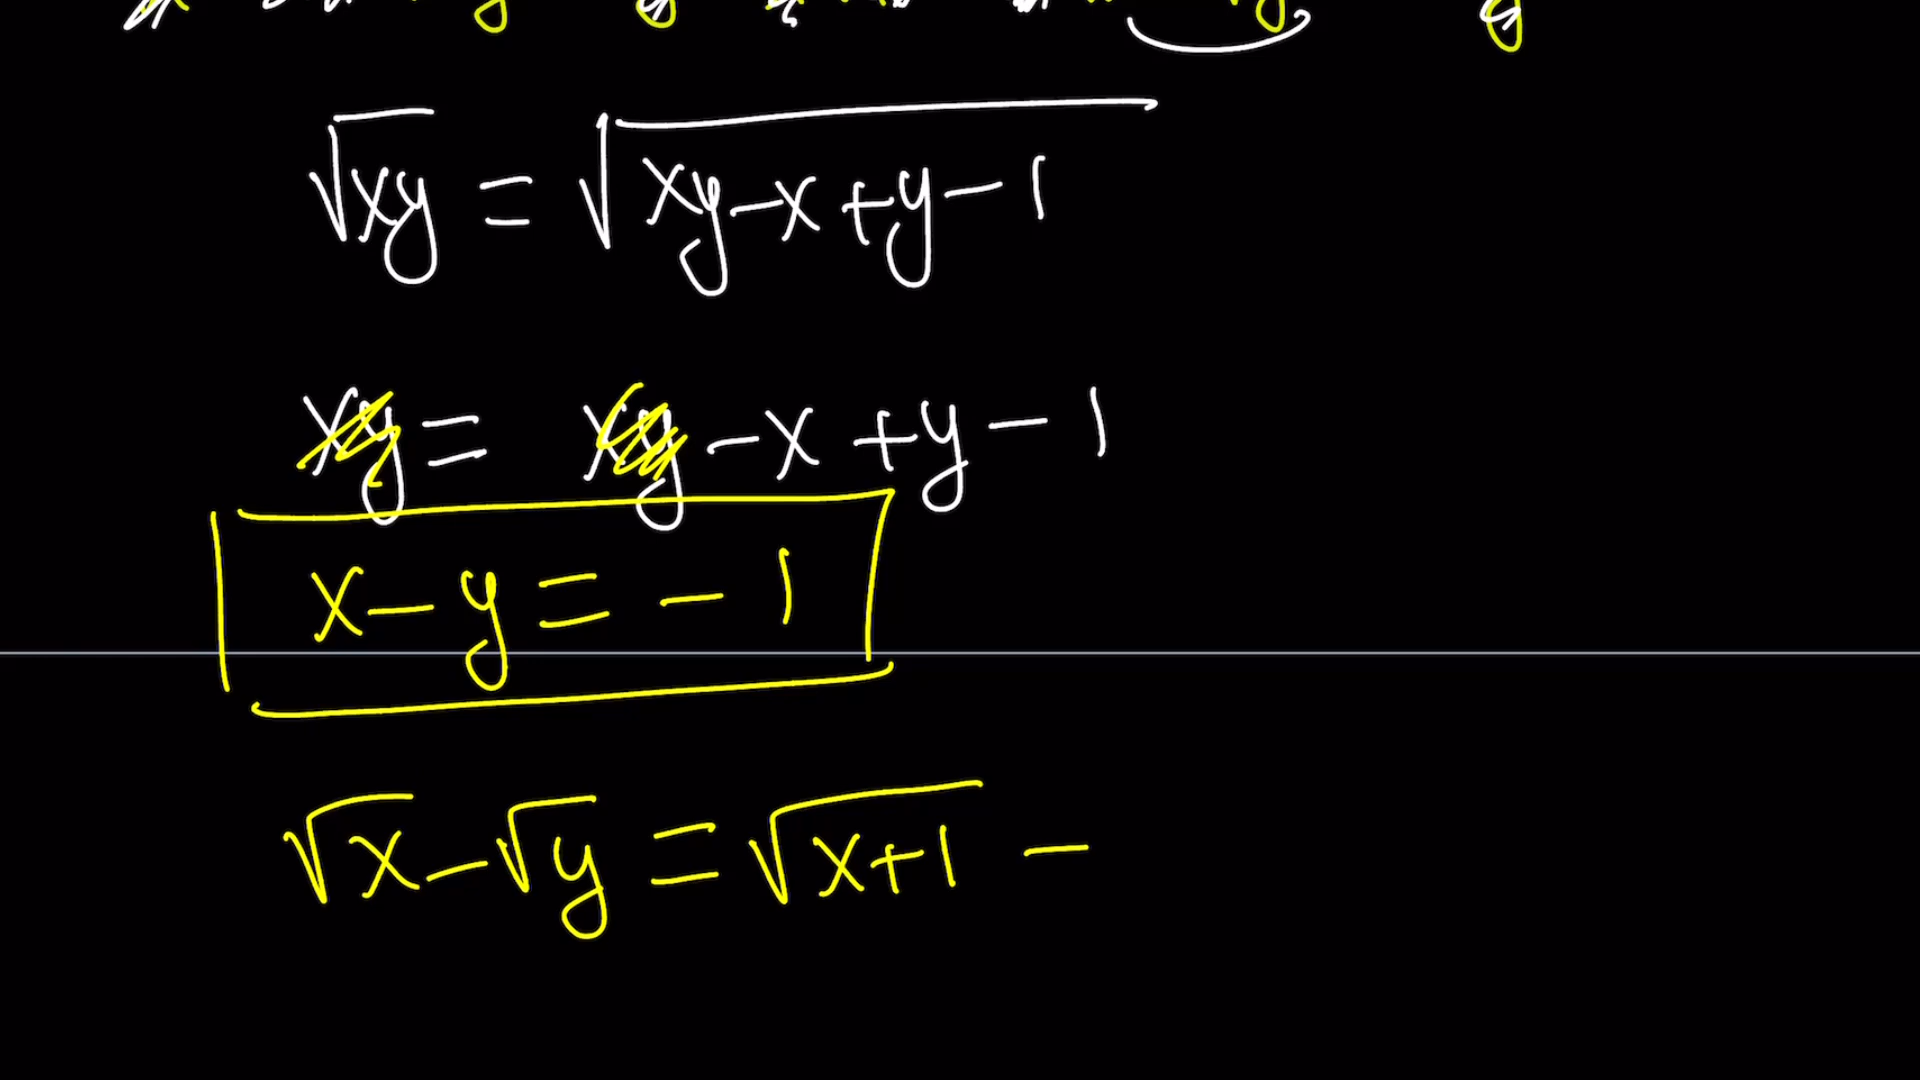 √xy = √xy-x+y-1
xy = xy-x+y-1
x-y=-1
√x-√y=√x+1 -